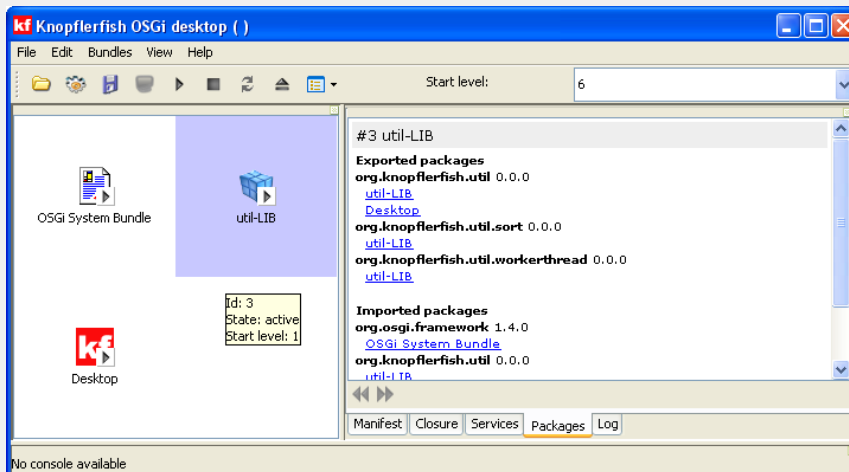 kf Knopflerfish OSGi desktop ( )
File Edit Bundles View Help
Start level: 6
OSGi System Bundle
util-LIB
Id: 3
State: active
Start level: 1
kf
Desktop
#3 util-LIB
Exported packages
org.knopflerfish.util 0.0.0
util-LIB
Desktop
org.knopflerfish.util.sort 0.0.0
util-LIB
org.knopflerfish.util.workerthread 0.0.0
util-LIB
Imported packages
org.osgi.framework 1.4.0
OSGi System Bundle
org.knopflerfish.util 0.0.0
util-LIB
Manifest Closure Services Packages Log
No console available